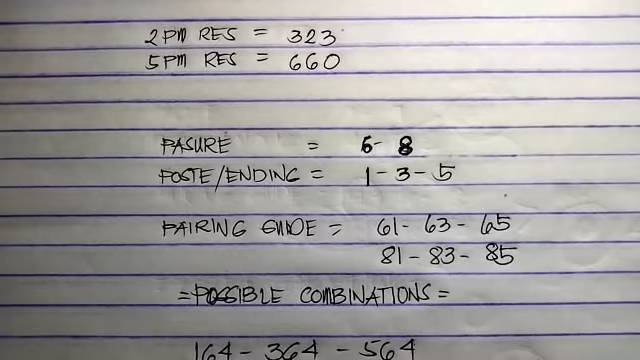 2PM RES = 323
5PM RES = 660
PASURE = 6- 8
POSTE/ENDING = 1 - 3 - 5
PAIRING GUIDE = 61 - 63 - 65
81 - 83 - 85
=POSSIBLE COMBINATIONS=
164 - 364 - 564